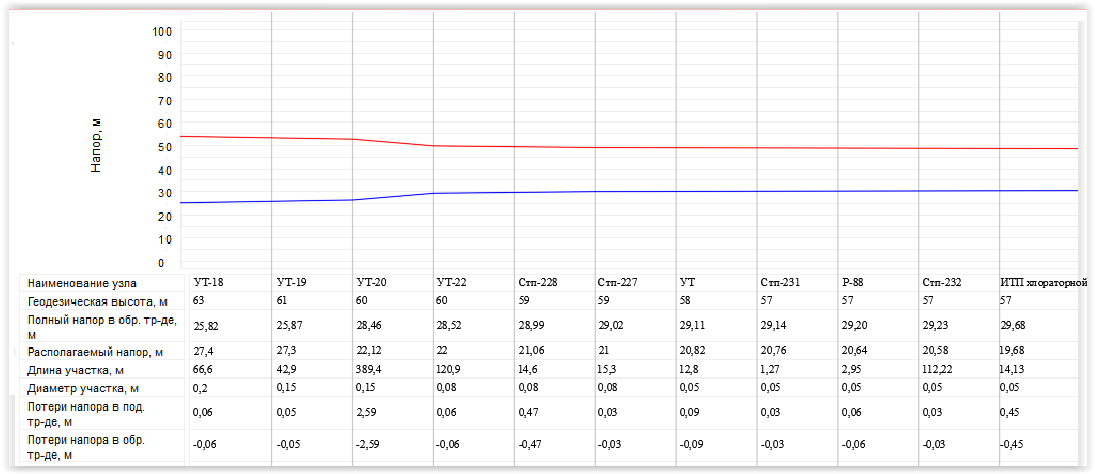 100
90
80
70
60
50
40
30
20
10
0
Напор, м
Наименование узла УТ-18 УТ-19 УТ-20 УТ-22 Стп-228 Стп-227 УТ Стп-231 Р-88 Стп-232 ИТП хлораторной
Геодезическая высота, м 63 61 60 60 59 59 58 57 57 57 57
Полный напор в обр. тр-де,
м 25,82 25,87 28,46 28,52 28,99 29,02 29,11 29,14 29,20 29,23 29,68
Располагаемый напор, м 27,4 27,3 22,12 22 21,06 21 20,82 20,76 20,64 20,58 19,68
Длина участка, м 66,6 42,9 389,4 120,9 14,6 15,3 12,8 1,27 2,95 112,22 14,13
Диаметр участка, м 0,2 0,15 0,15 0,08 0,08 0,08 0,05 0,05 0,05 0,05 0,05
Потери напора в под.
тр-де, м 0,06 0,05 2,59 0,06 0,47 0,03 0,09 0,03 0,06 0,03 0,45
Потери напора в обр.
тр-де, м -0,06 -0,05 -2,59 -0,06 -0,47 -0,03 -0,09 -0,03 -0,06 -0,03 -0,45